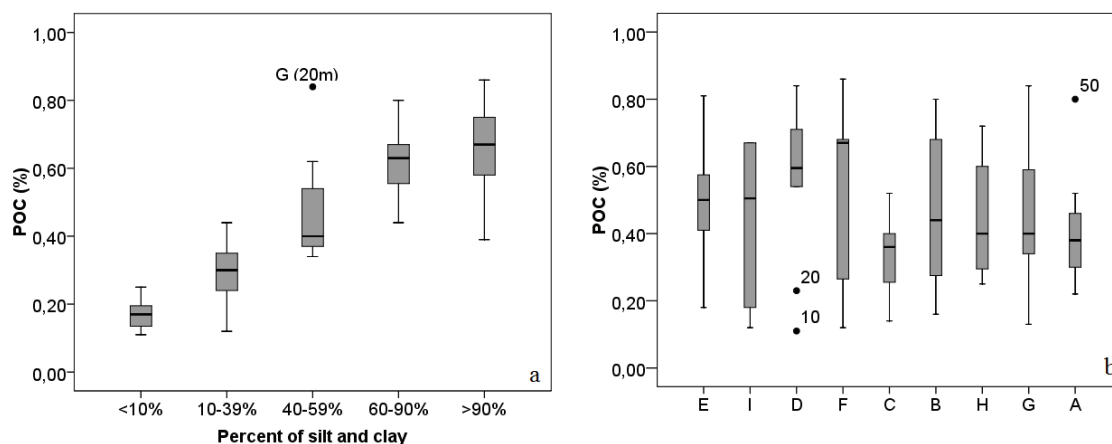 1,00
0,80
0,60
0,40
0,20
0,00
POC (%)
G (20m)
<10% 10-39% 40-59% 60-90% >90%
Percent of silt and clay
a
1,00
0,80
0,60
0,40
0,20
0,00
POC (%)
50
20
10
E I D F C B H G A
b